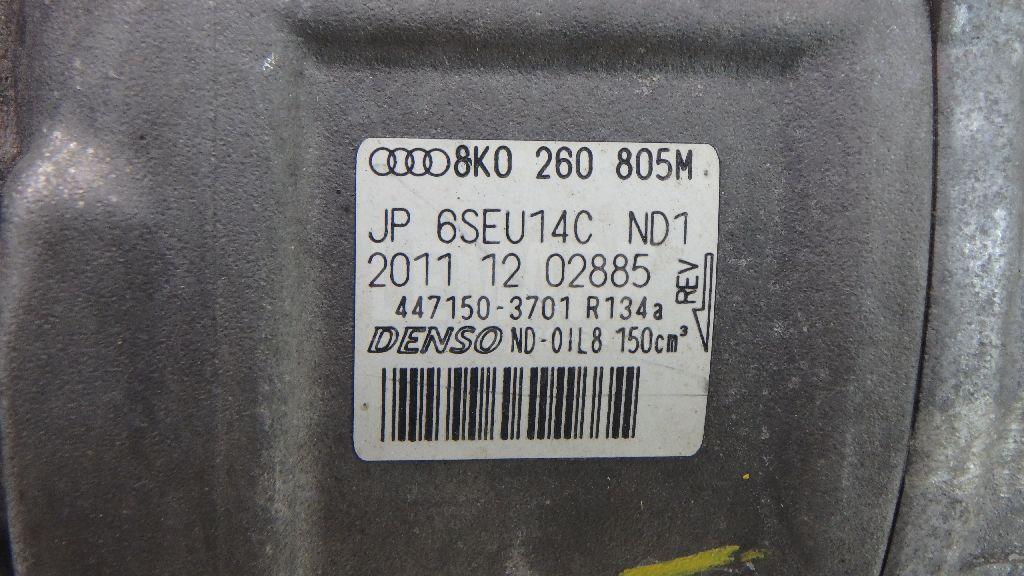 8K0 260 805M
JP 6SEU14C ND1
2011 12 02885
REV
447150-3701 R134a
DENSO ND-OIL8 150cm³